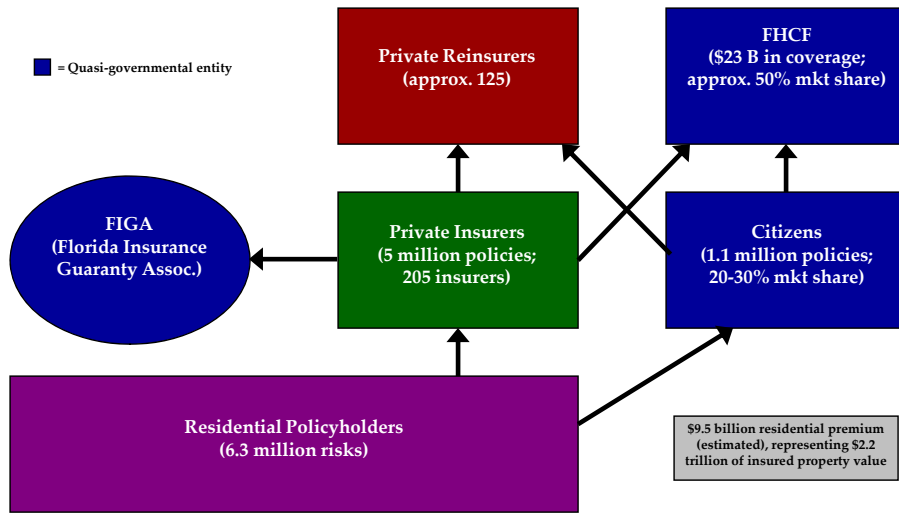 = Quasi-governmental entity
Private Reinsurers
(approx. 125)
FHCF
($23 B in coverage;
approx. 50% mkt share)
FIGA
(Florida Insurance
Guaranty Assoc.)
Private Insurers
(5 million policies;
205 insurers)
Citizens
(1.1 million policies;
20-30% mkt share)
Residential Policyholders
(6.3 million risks)
$9.5 billion residential premium
(estimated), representing $2.2
trillion of insured property value